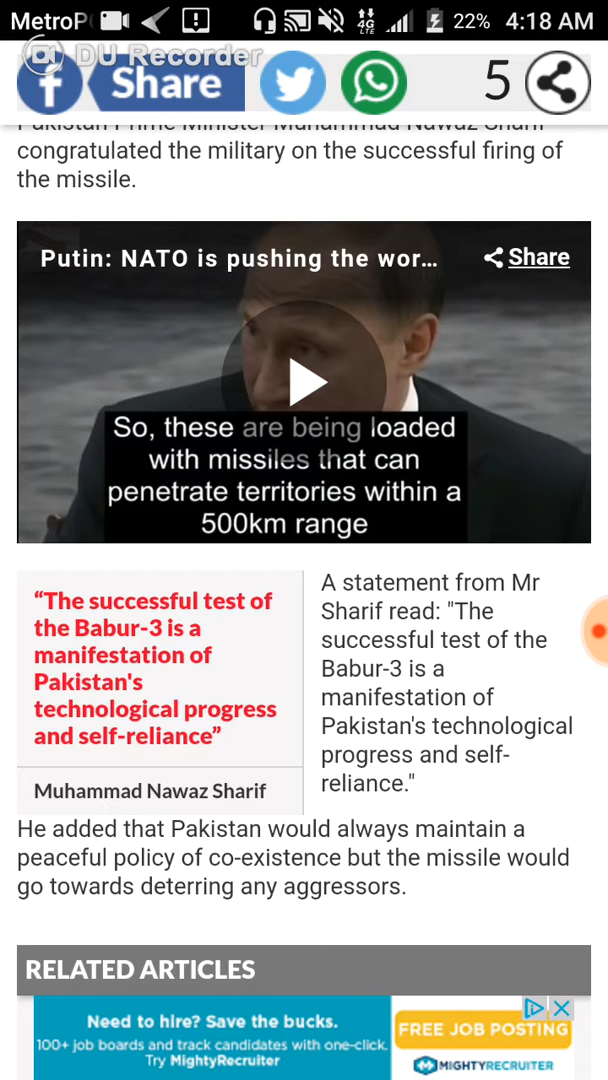 MetroP
22% 4:18 AM
DU Recorder
Share
5
Pakistan Prime Minister Muhammad Nawaz Sharif
congratulated the military on the successful firing of
the missile.
Putin: NATO is pushing the wor... Share
So, these are being loaded
with missiles that can
penetrate territories within a
500km range
“The successful test of
the Babur-3 is a
manifestation of
Pakistan's
technological progress
and self-reliance”
Muhammad Nawaz Sharif
A statement from Mr
Sharif read: "The
successful test of the
Babur-3 is a
manifestation of
Pakistan's technological
progress and self-
reliance."
He added that Pakistan would always maintain a
peaceful policy of co-existence but the missile would
go towards deterring any aggressors.
RELATED ARTICLES
Need to hire? Save the bucks.
100+ job boards and track candidates with one-click.
Try MightyRecruiter
FREE JOB POSTING
MIGHTYRECRUITER